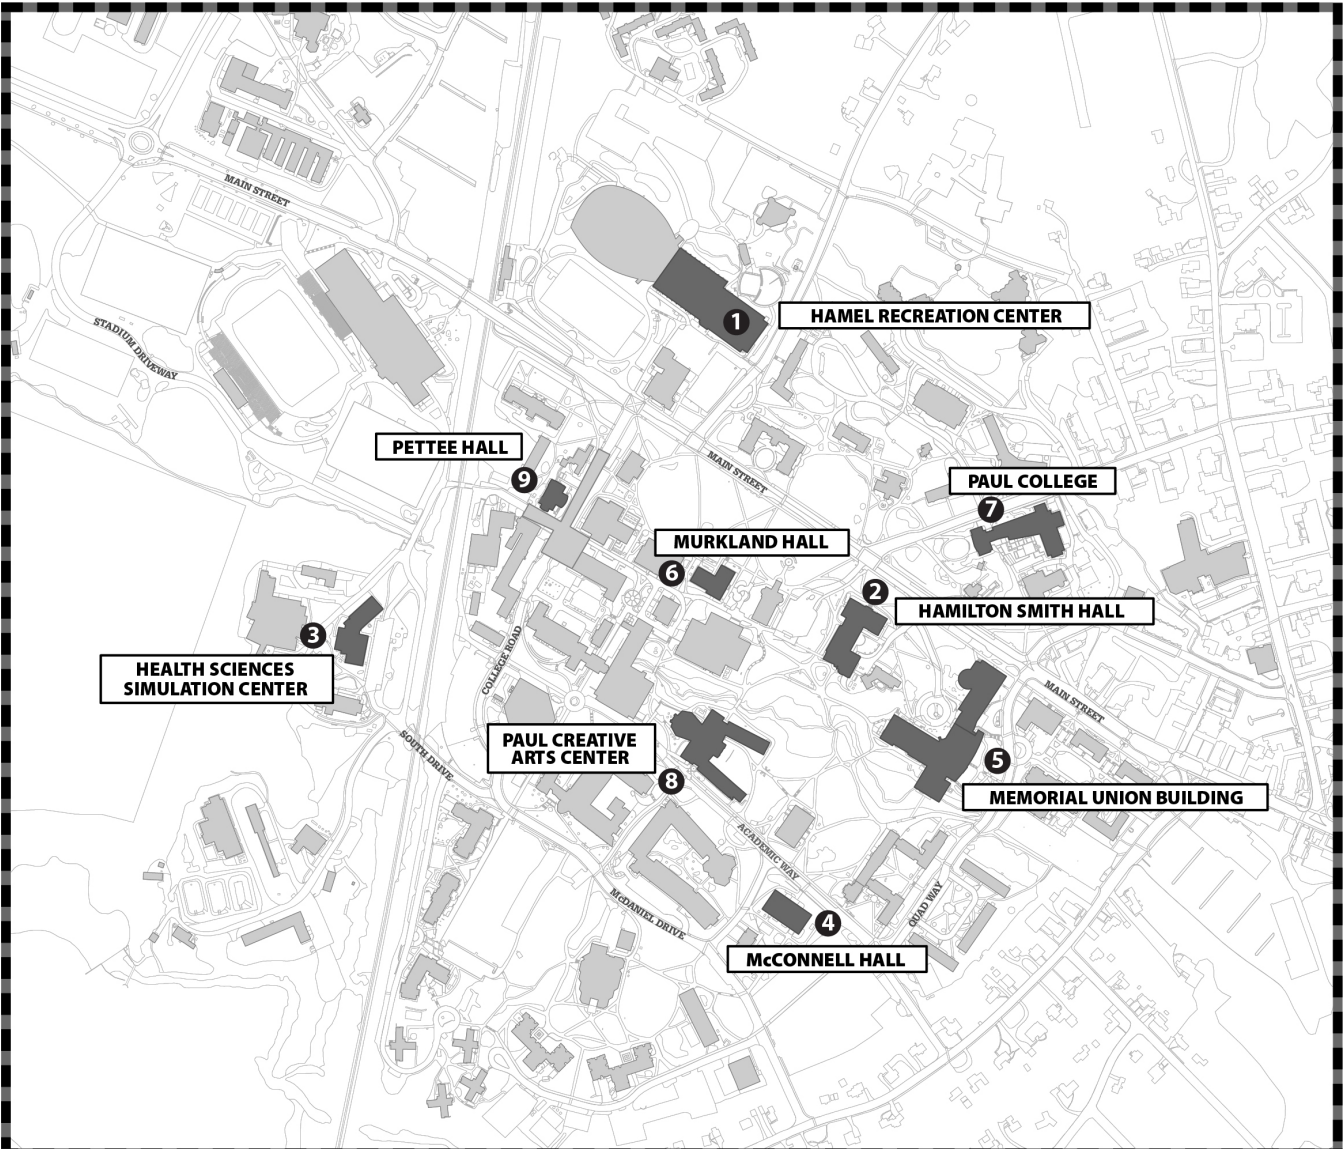 MAIN STREET
1
HAMEL RECREATION CENTER
STADIUM DRIVEWAY
PETTEE HALL
9
MAIN STREET
PAUL COLLEGE
7
MURKLAND HALL
6
2
HAMILTON SMITH HALL
3
HEALTH SCIENCES
SIMULATION CENTER
COLLEGE ROAD
MAIN STREET
PAUL CREATIVE
ARTS CENTER
8
SOUTH DRIVE
5
MEMORIAL UNION BUILDING
ACADEMIC WAY
QUAD WAY
McDANIEL DRIVE
4
McCONNELL HALL